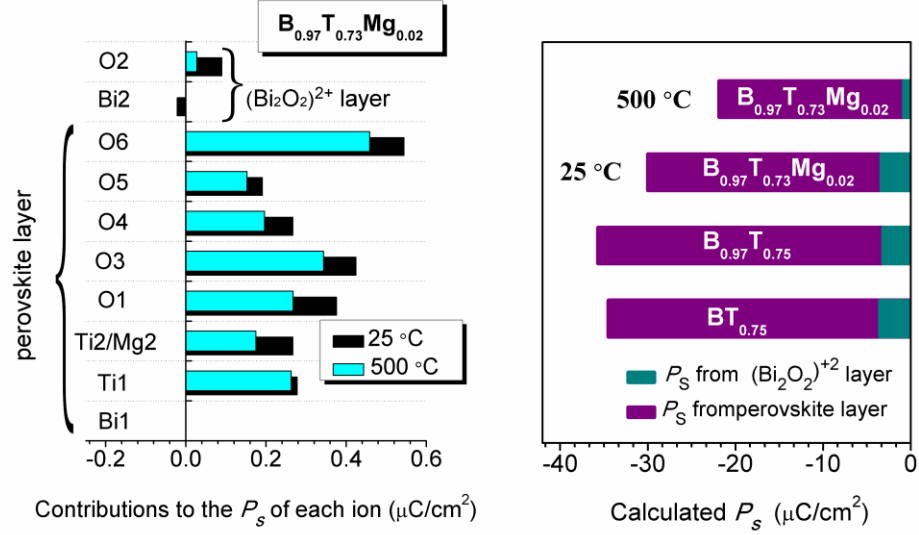 B0.97T0.73Mg0.02
O2
Bi2
(Bi2O2)2+ layer
O6
O5
O4
O3
O1
Ti2/Mg2
Ti1
Bi1
perovskite layer
25 °C
500 °C
-0.2 0.0 0.2 0.4 0.6
Contributions to the Ps of each ion (μC/cm2)
500 °C
B0.97T0.73Mg0.02
25 °C
B0.97T0.73Mg0.02
B0.97T0.75
BT0.75
PS from (Bi2O2)+2 layer
PS fromperovskite layer
-40 -30 -20 -10 0
Calculated Ps (μC/cm2)